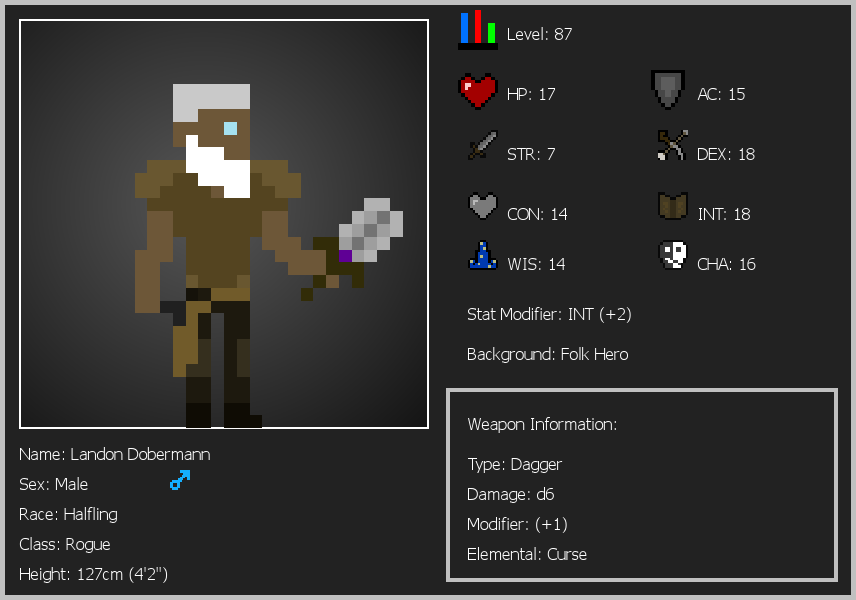 Level: 87
HP: 17
AC: 15
STR: 7
DEX: 18
CON: 14
INT: 18
WIS: 14
CHA: 16
Stat Modifier: INT (+2)
Background: Folk Hero
Weapon Information:
Type: Dagger
Damage: d6
Modifier: (+1)
Elemental: Curse
Name: Landon Dobermann
Sex: Male
Race: Halfling
Class: Rogue
Height: 127cm (4'2")